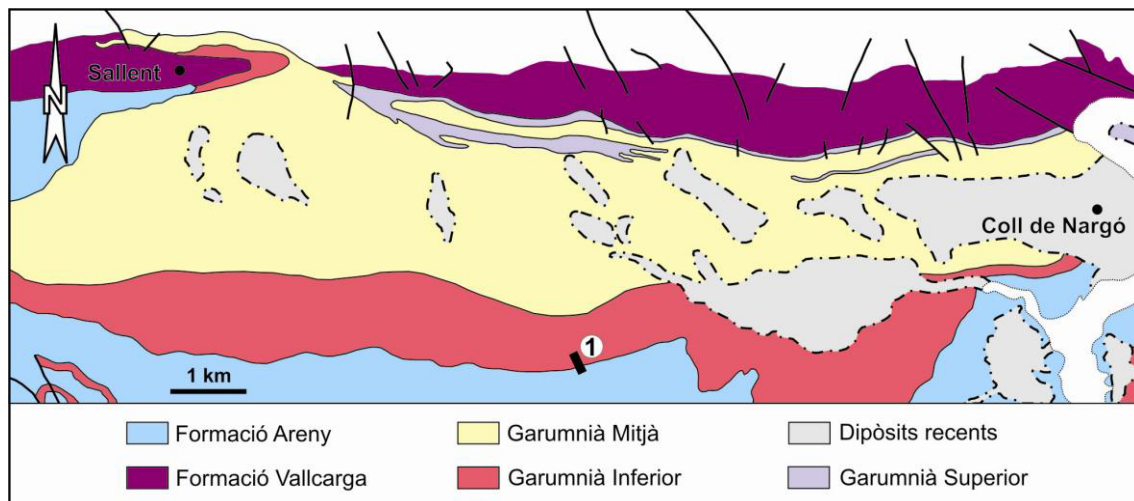 Sallent
N
Coll de Nargó
1
1 km
Formació Areny
Garumnià Mitjà
Dipòsits recents
Formació Vallcarga
Garumnià Inferior
Garumnià Superior